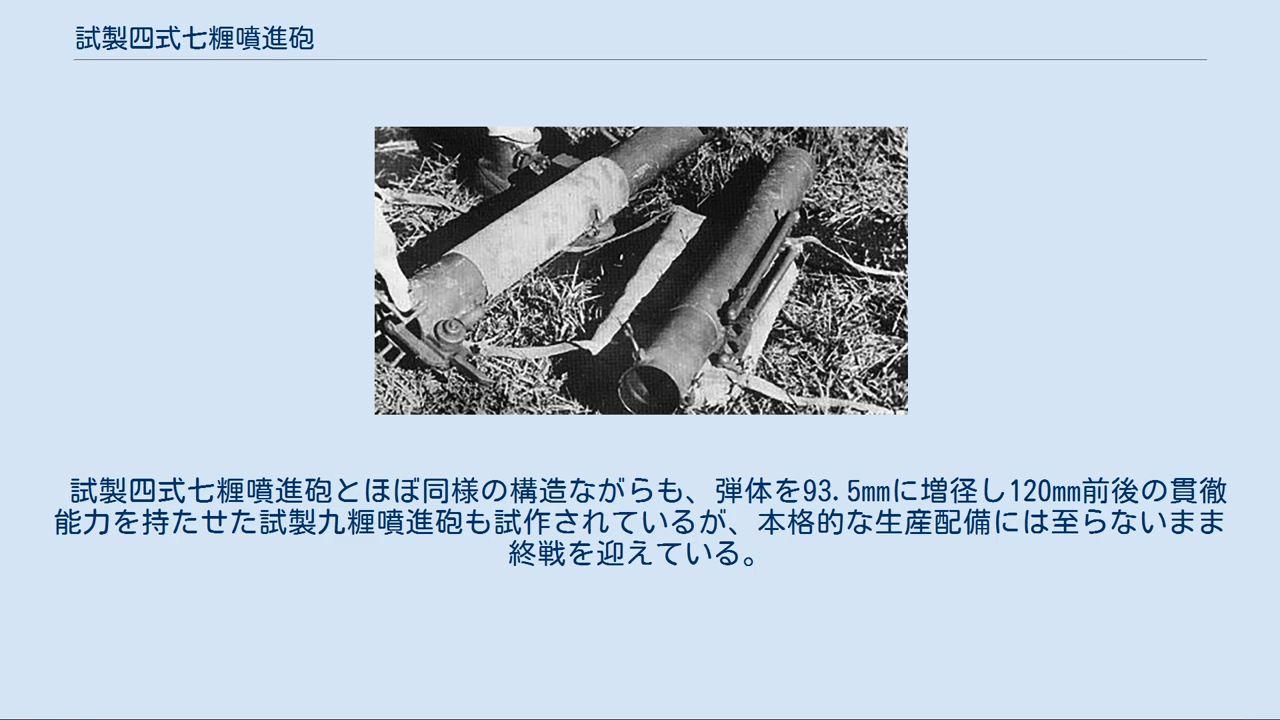 試製四式七糎噴進砲
試製四式七糎噴進砲とほぼ同様の構造ながらも、弾体を93.5mmに増径し120mm前後の貫徹
能力を持たせた試製九糎噴進砲も試作されているが、本格的な生産配備には至らないまま
終戦を迎えている。